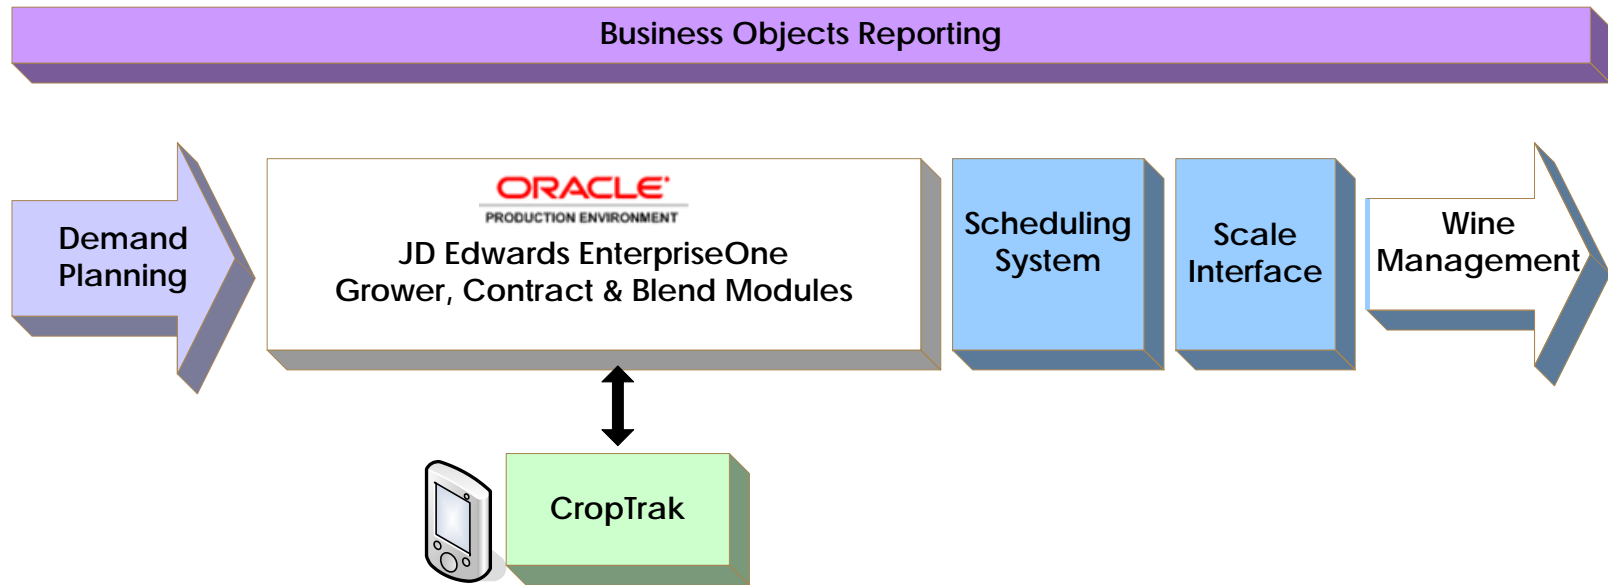 Business Objects Reporting
Demand
Planning
ORACLE
PRODUCTION ENVIRONMENT
JD Edwards EnterpriseOne
Grower, Contract & Blend Modules
Scheduling
System
Scale
Interface
Wine
Management
CropTrak